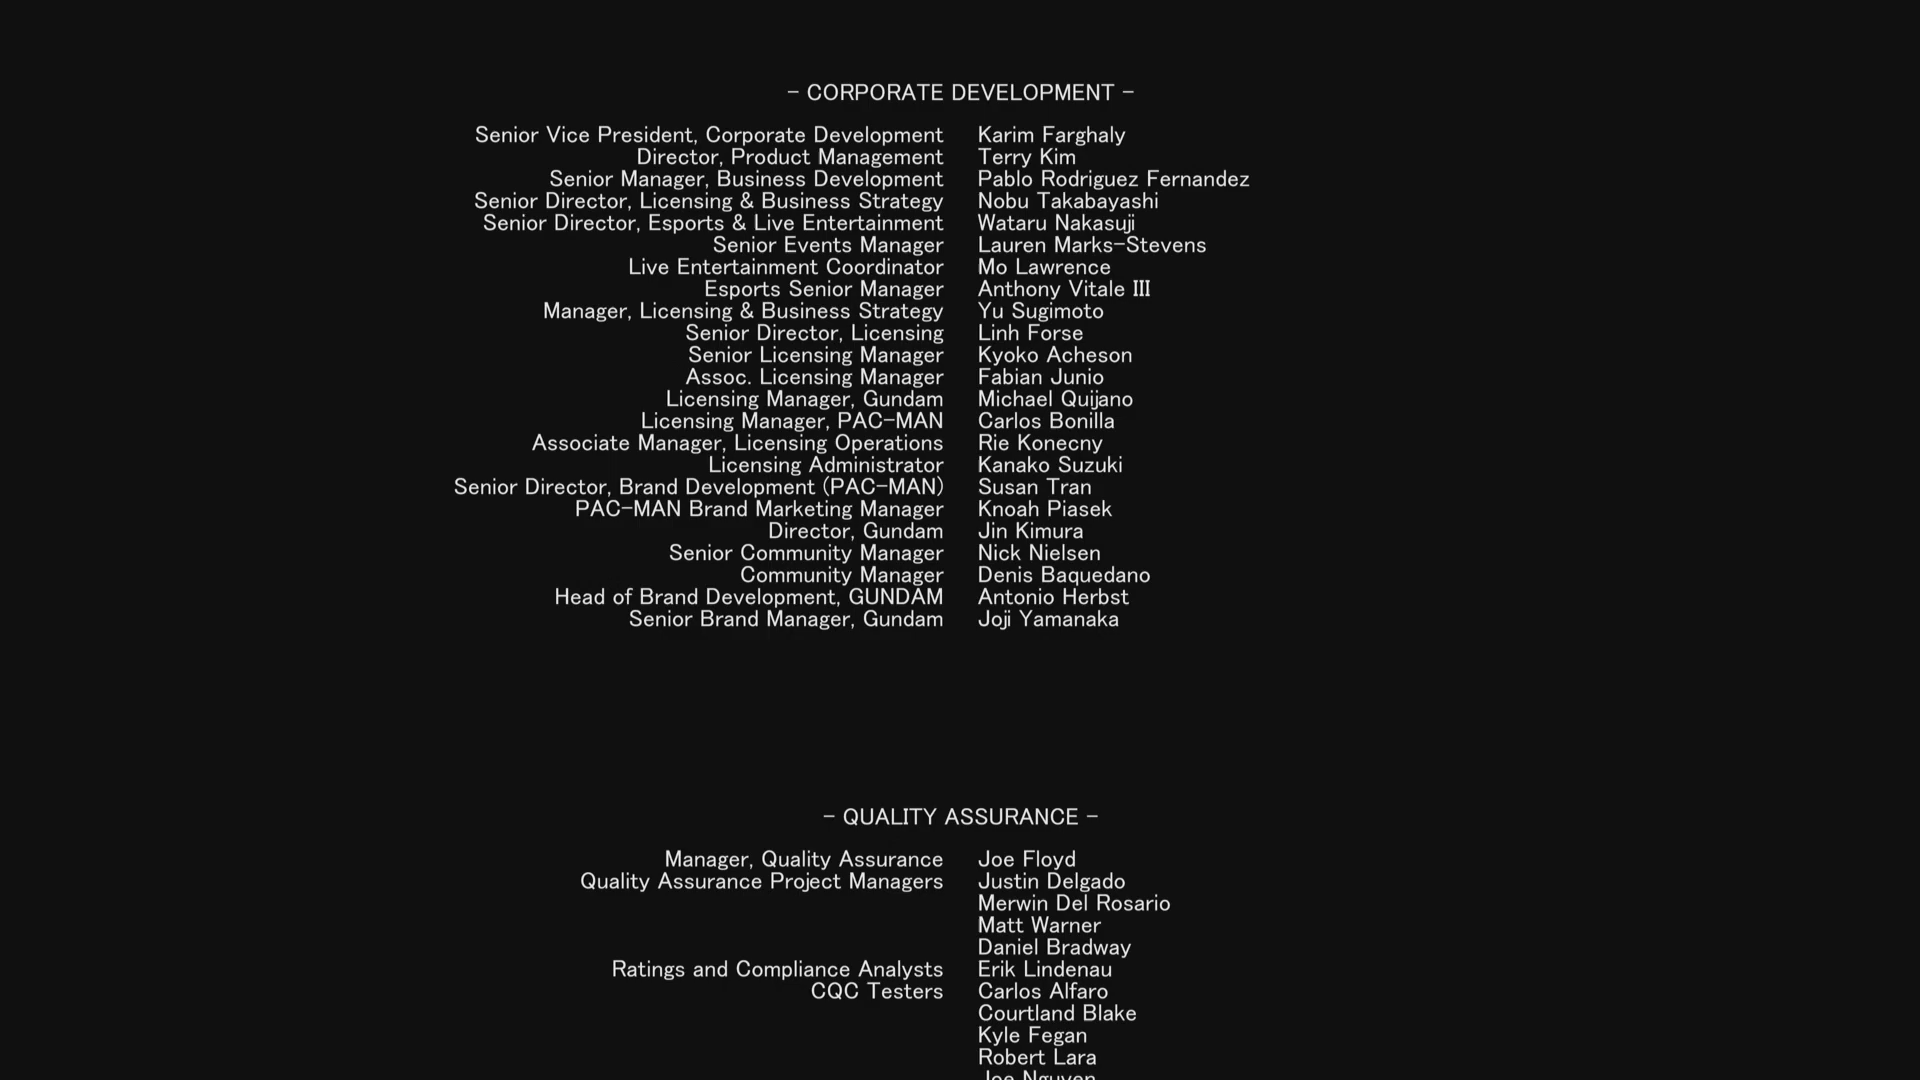 - CORPORATE DEVELOPMENT -
Senior Vice President, Corporate Development Karim Farghaly
Director, Product Management Terry Kim
Senior Manager, Business Development Pablo Rodriguez Fernandez
Senior Director, Licensing & Business Strategy Nobu Takabayashi
Senior Director, Esports & Live Entertainment Wataru Nakasuji
Senior Events Manager Lauren Marks-Stevens
Live Entertainment Coordinator Mo Lawrence
Esports Senior Manager Anthony Vitale III
Manager, Licensing & Business Strategy Yu Sugimoto
Senior Director, Licensing Linh Forse
Senior Licensing Manager Kyoko Acheson
Assoc. Licensing Manager Fabian Junio
Licensing Manager, Gundam Michael Quijano
Licensing Manager, PAC-MAN Carlos Bonilla
Associate Manager, Licensing Operations Rie Konecny
Licensing Administrator Kanako Suzuki
Senior Director, Brand Development (PAC-MAN) Susan Tran
PAC-MAN Brand Marketing Manager Knoah Piasek
Director, Gundam Jin Kimura
Senior Community Manager Nick Nielsen
Community Manager Denis Baquedano
Head of Brand Development, GUNDAM Antonio Herbst
Senior Brand Manager, Gundam Joji Yamanaka
- QUALITY ASSURANCE -
Manager, Quality Assurance Joe Floyd
Quality Assurance Project Managers Justin Delgado
Merwin Del Rosario
Matt Warner
Daniel Bradway
Ratings and Compliance Analysts Erik Lindenau
CQC Testers Carlos Alfaro
Courtland Blake
Kyle Fegan
Robert Lara